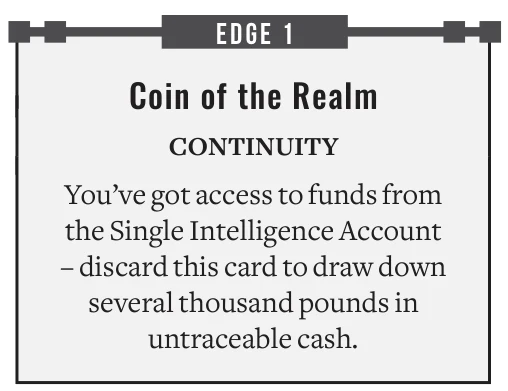 EDGE 1
Coin of the Realm
CONTINUITY
You’ve got access to funds from
the Single Intelligence Account
– discard this card to draw down
several thousand pounds in
untraceable cash.